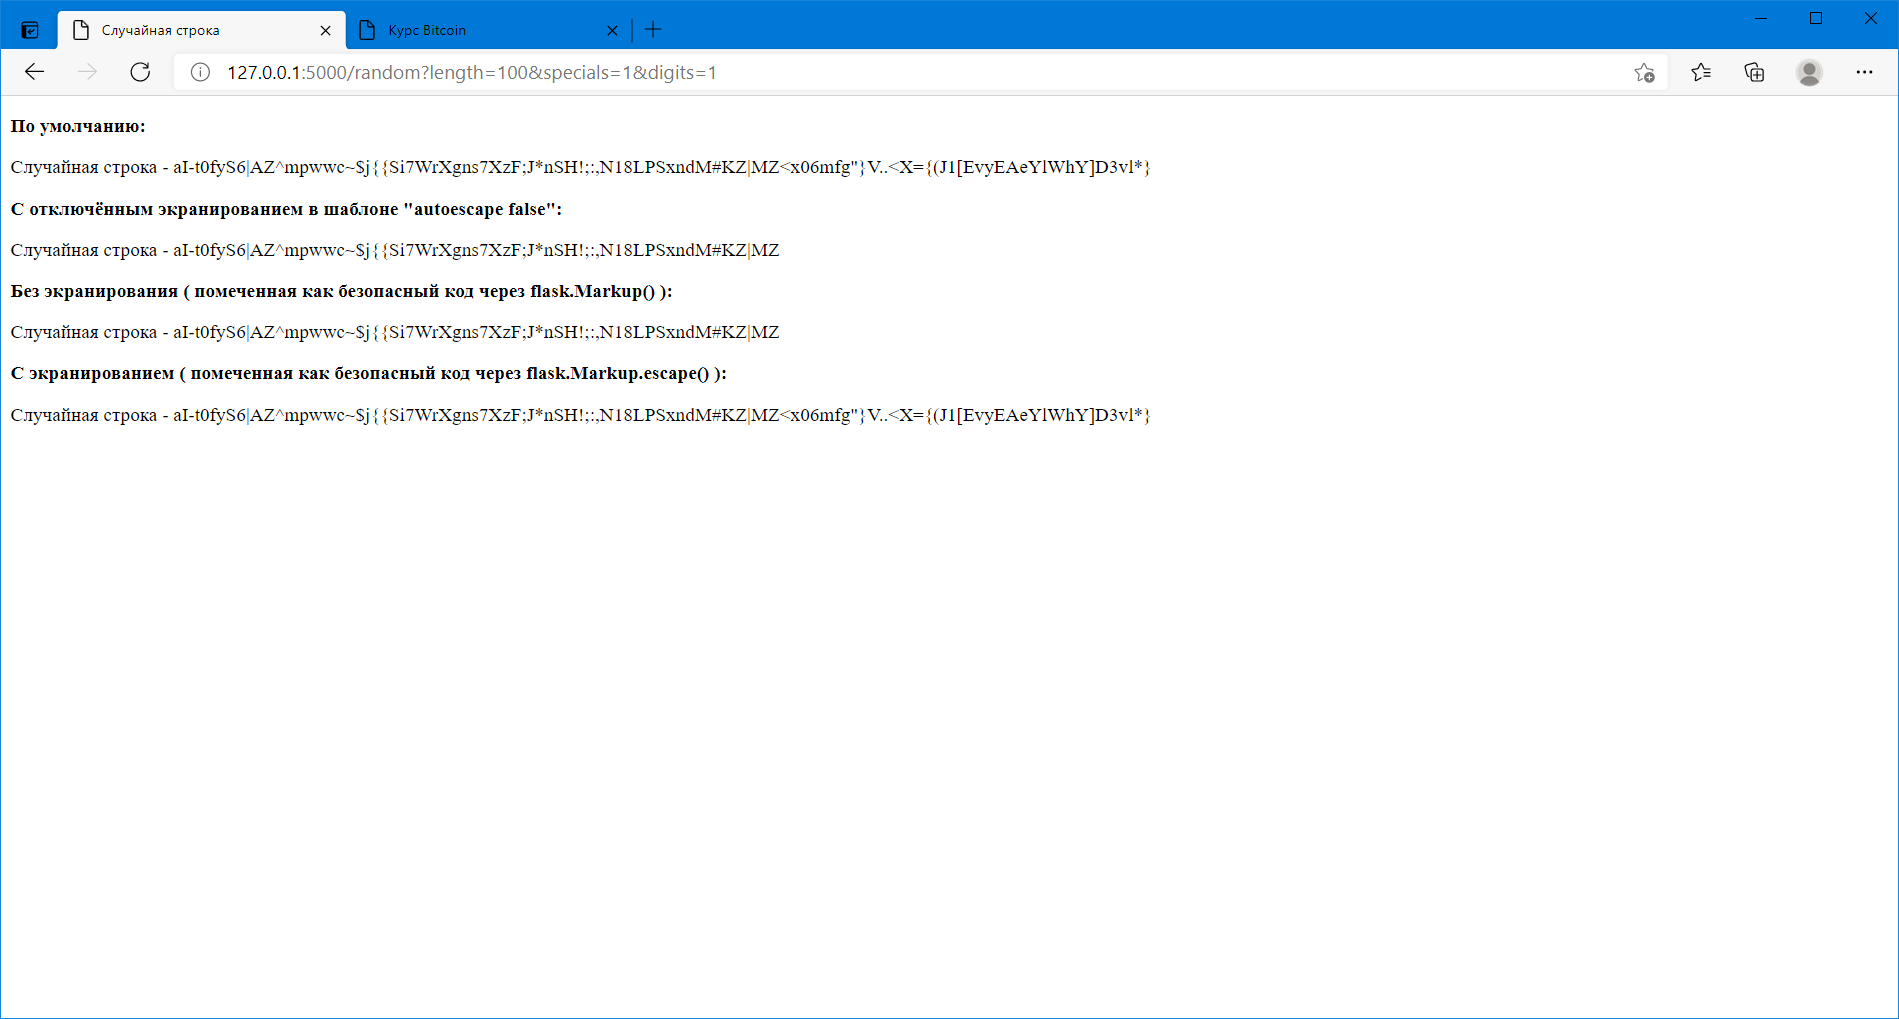 Случайная строка
Курс Bitcoin
127.0.0.1:5000/random?length=100&specials=1&digits=1
По умолчанию:
Случайная строка - aI-t0fyS6|AZ^mpwwc~$j{{Si7WrXgns7XzF;J*nSH!;:,N18LPSxndM#KZ|MZ<x06mfg"}V..<X={(J1[EvyEAeYlWhY]D3vl*}
С отключённым экранированием в шаблоне "autoescape false":
Случайная строка - aI-t0fyS6|AZ^mpwwc~$j{{Si7WrXgns7XzF;J*nSH!;:,N18LPSxndM#KZ|MZ
Без экранирования ( помеченная как безопасный код через flask.Markup() ):
Случайная строка - aI-t0fyS6|AZ^mpwwc~$j{{Si7WrXgns7XzF;J*nSH!;:,N18LPSxndM#KZ|MZ
С экранированием ( помеченная как безопасный код через flask.Markup.escape() ):
Случайная строка - aI-t0fyS6|AZ^mpwwc~$j{{Si7WrXgns7XzF;J*nSH!;:,N18LPSxndM#KZ|MZ<x06mfg"}V..<X={(J1[EvyEAeYlWhY]D3vl*}